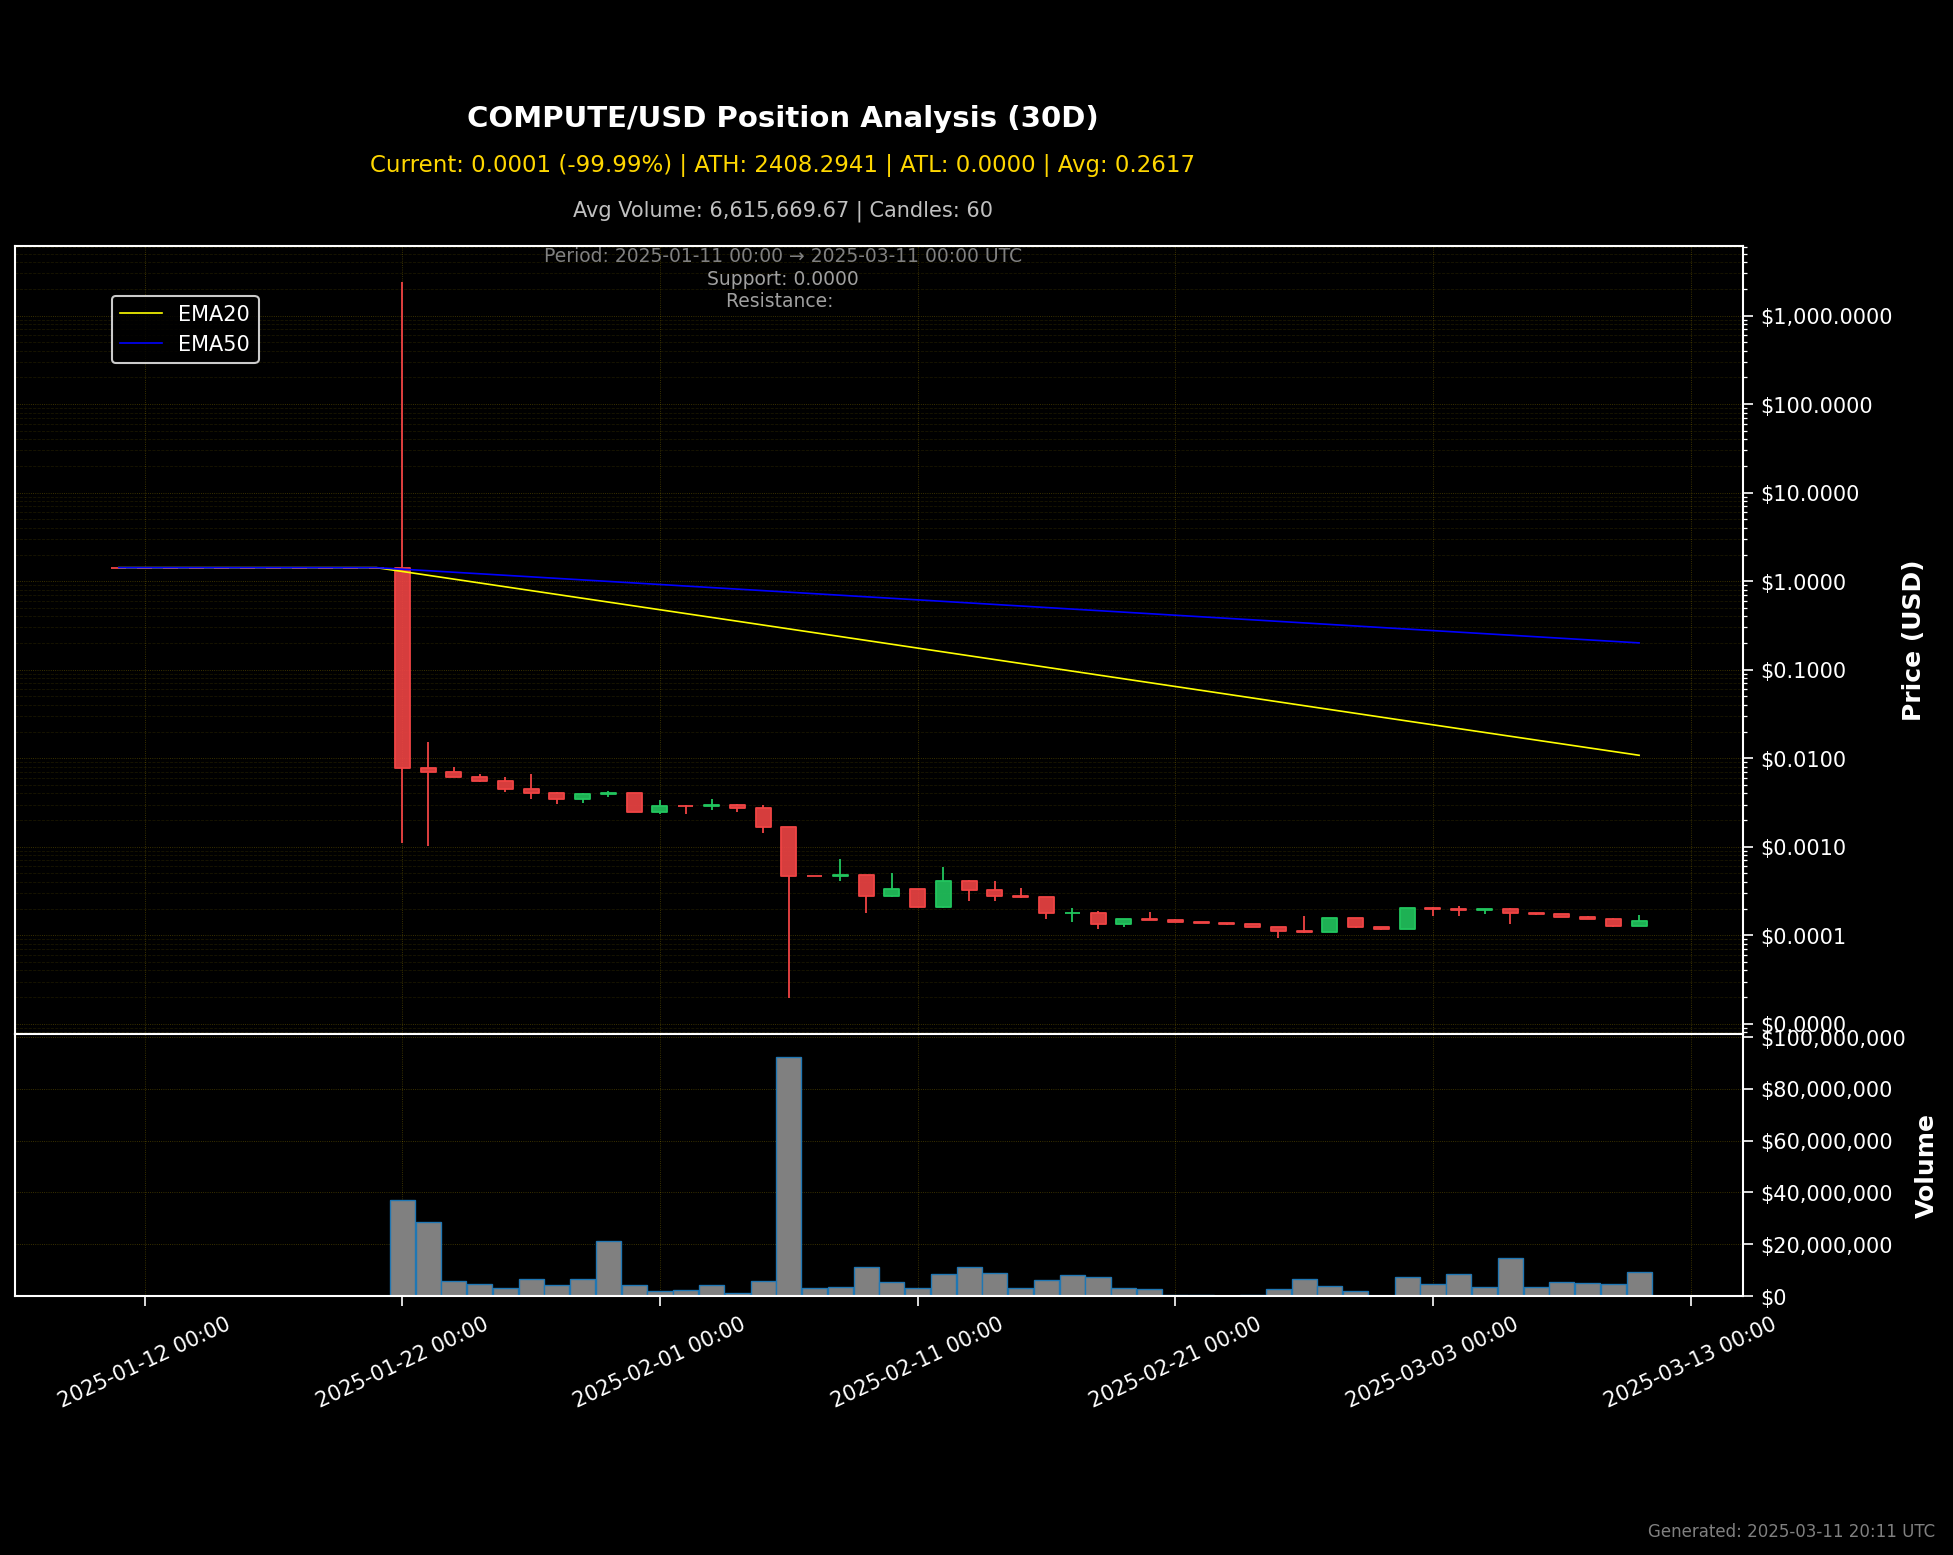 COMPUTE/USD Position Analysis (30D)
Current: 0.0001 (-99.99%) | ATH: 2408.2941 | ATL: 0.0000 | Avg: 0.2617
Avg Volume: 6,615,669.67 | Candles: 60
Period: 2025-01-11 00:00 → 2025-03-11 00:00 UTC
Support: 0.0000
Resistance:
EMA20
EMA50
$1,000.0000
$100.0000
$10.0000
$1.0000
$0.1000
$0.0100
$0.0010
$0.0001
$0.0000
Price (USD)
$100,000,000
$80,000,000
$60,000,000
$40,000,000
$20,000,000
$0
Volume
2025-01-12 00:00
2025-01-22 00:00
2025-02-01 00:00
2025-02-11 00:00
2025-02-21 00:00
2025-03-03 00:00
2025-03-13 00:00
Generated: 2025-03-11 20:11 UTC